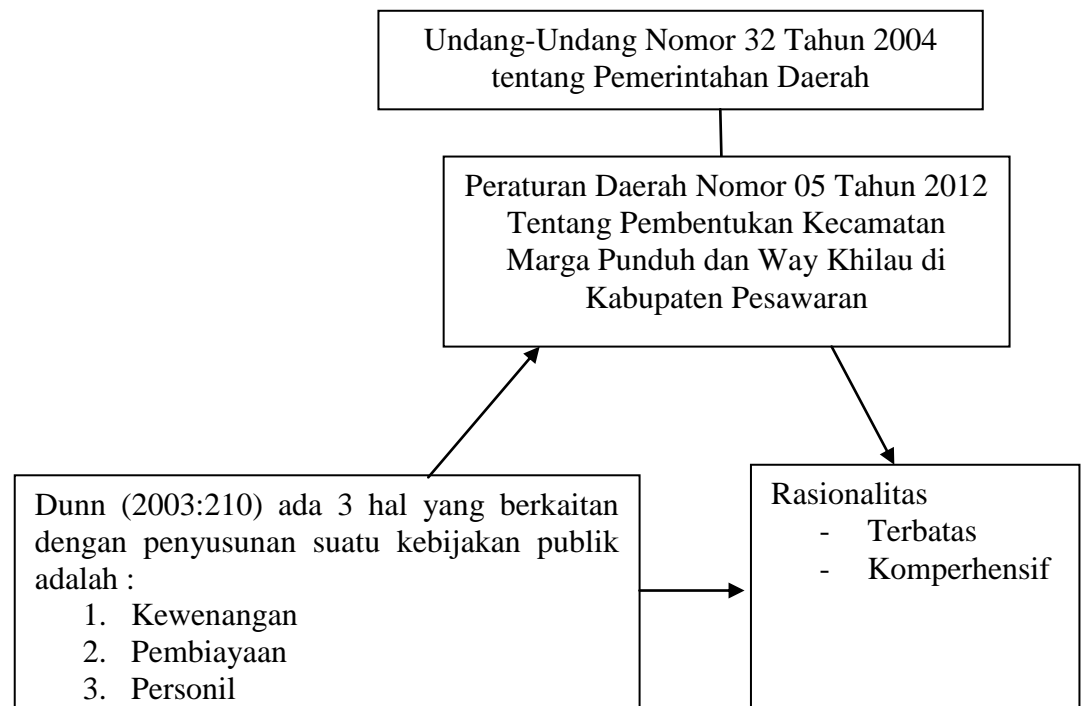 Undang-Undang Nomor 32 Tahun 2004
tentang Pemerintahan Daerah
Peraturan Daerah Nomor 05 Tahun 2012
Tentang Pembentukan Kecamatan
Marga Punduh dan Way Khilau di
Kabupaten Pesawaran
Dunn (2003:210) ada 3 hal yang berkaitan
dengan penyusunan suatu kebijakan publik
adalah :
1. Kewenangan
2. Pembiayaan
3. Personil
Rasionalitas
- Terbatas
- Komperhensif